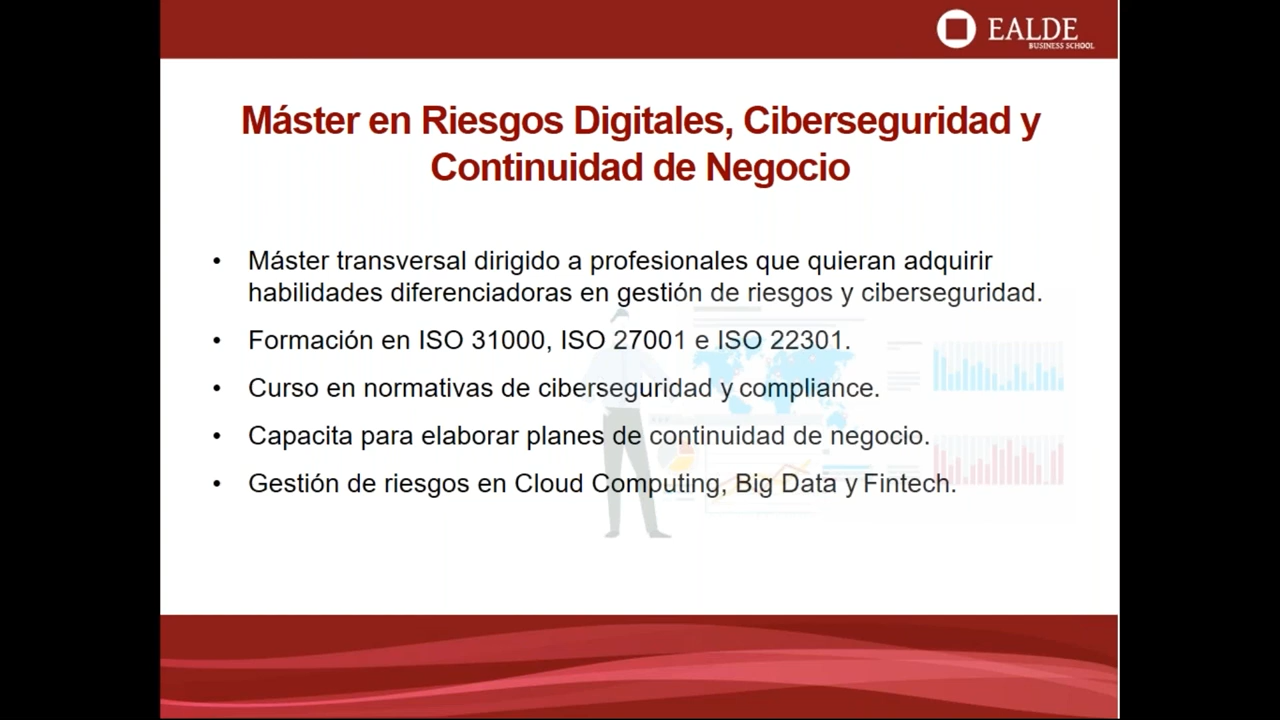 EALDE
BUSINESS SCHOOL
Máster en Riesgos Digitales, Ciberseguridad y
Continuidad de Negocio
• Máster transversal dirigido a profesionales que quieran adquirir
habilidades diferenciadoras en gestión de riesgos y ciberseguridad.
• Formación en ISO 31000, ISO 27001 e ISO 22301.
• Curso en normativas de ciberseguridad y compliance.
• Capacita para elaborar planes de continuidad de negocio.
• Gestión de riesgos en Cloud Computing, Big Data y Fintech.